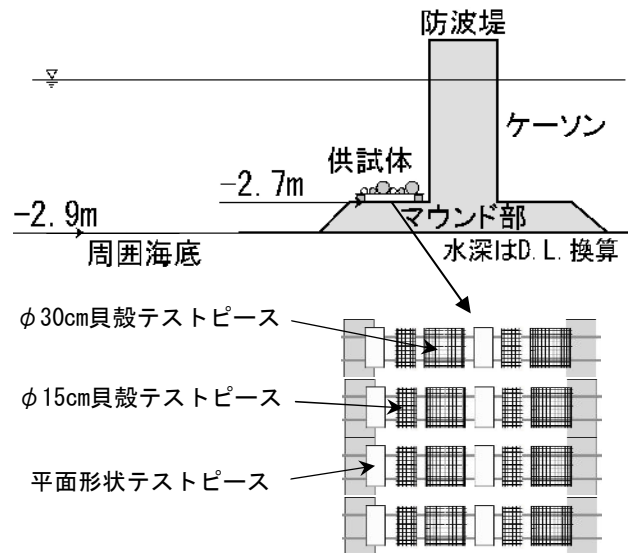 防波堤
ケーソン
供試体
-2.7m
-2.9m
マウンド部
周囲海底
水深はD.L.換算
φ30cm貝殻テストピース
φ15cm貝殻テストピース
平面形状テストピース